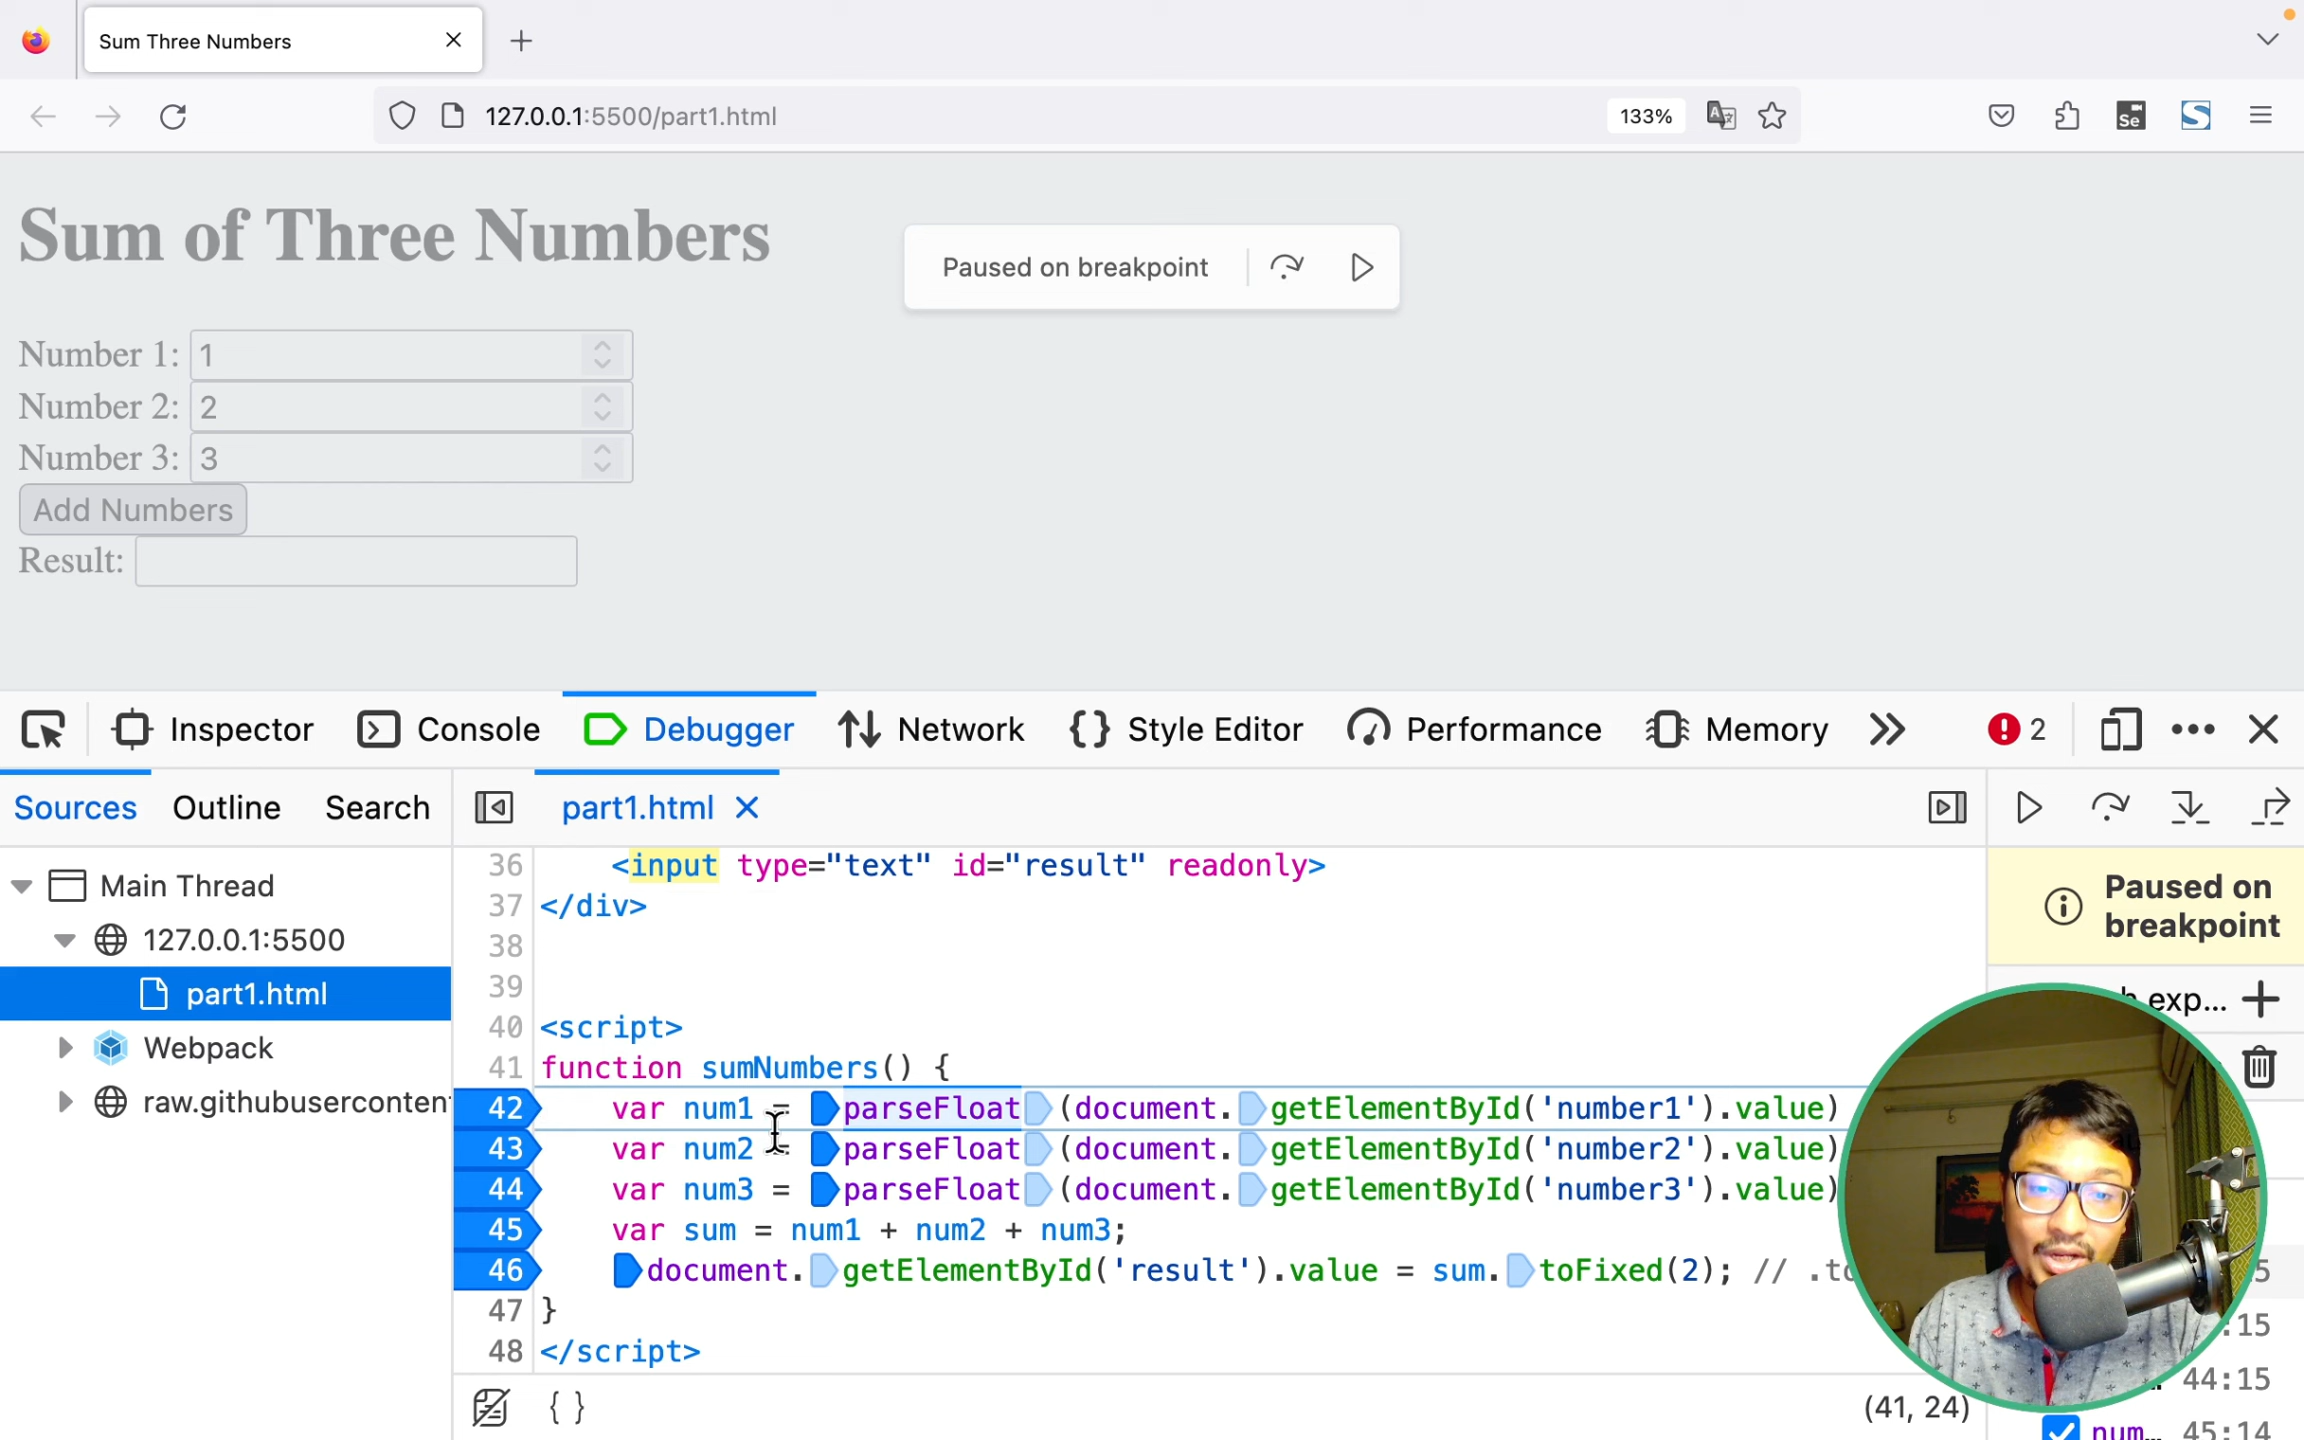 Sum Three Numbers
127.0.0.1:5500/part1.html
133%
Se
Sum of Three Numbers
Paused on breakpoint
Number 1: 1
Number 2: 2
Number 3: 3
Add Numbers
Result:
Inspector
Console
Debugger
Network
Style Editor
Performance
Memory
2
Sources
Outline
Search
part1.html
Main Thread
127.0.0.1:5500
part1.html
Webpack
raw.githubusercontent
36 <input type="text" id="result" readonly>
37 </div>
38
39
40 <script>
41 function sumNumbers() {
42 var num1 = parseFloat(document.getElementById('number1').value)
43 var num2 = parseFloat(document.getElementById('number2').value)
44 var num3 = parseFloat(document.getElementById('number3').value)
45 var sum = num1 + num2 + num3;
46 document.getElementById('result').value = sum.toFixed(2); // .to
47 }
48 </script>
(41, 24)
Paused on
breakpoint
exp...
:15
44:15
num... 45:14